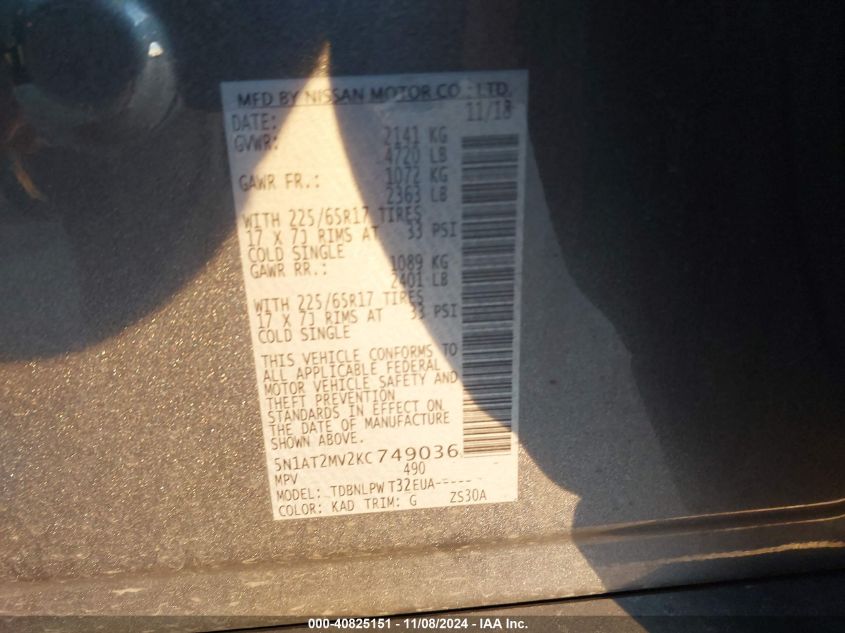 MFD BY NISSAN MOTOR CO., LTD.
DATE: 11/18
GVWR: 2141 KG
4720 LB
GAWR FR.: 1072 KG
2363 LB
WITH 225/65R17 TIRES
17 X 7J RIMS AT 33 PSI
COLD SINGLE
GAWR RR.: 1089 KG
2401 LB
WITH 225/65R17 TIRES
17 X 7J RIMS AT 33 PSI
COLD SINGLE
THIS VEHICLE CONFORMS TO
ALL APPLICABLE FEDERAL
MOTOR VEHICLE SAFETY AND
THEFT PREVENTION
STANDARDS IN EFFECT ON
THE DATE OF MANUFACTURE
SHOWN ABOVE.
5N1AT2MV2KC749036
MPV 490
MODEL: TDBNLPW T32EUA-----
COLOR: KAD TRIM: G ZS30A
000-40825151 - 11/08/2024 - IAA Inc.